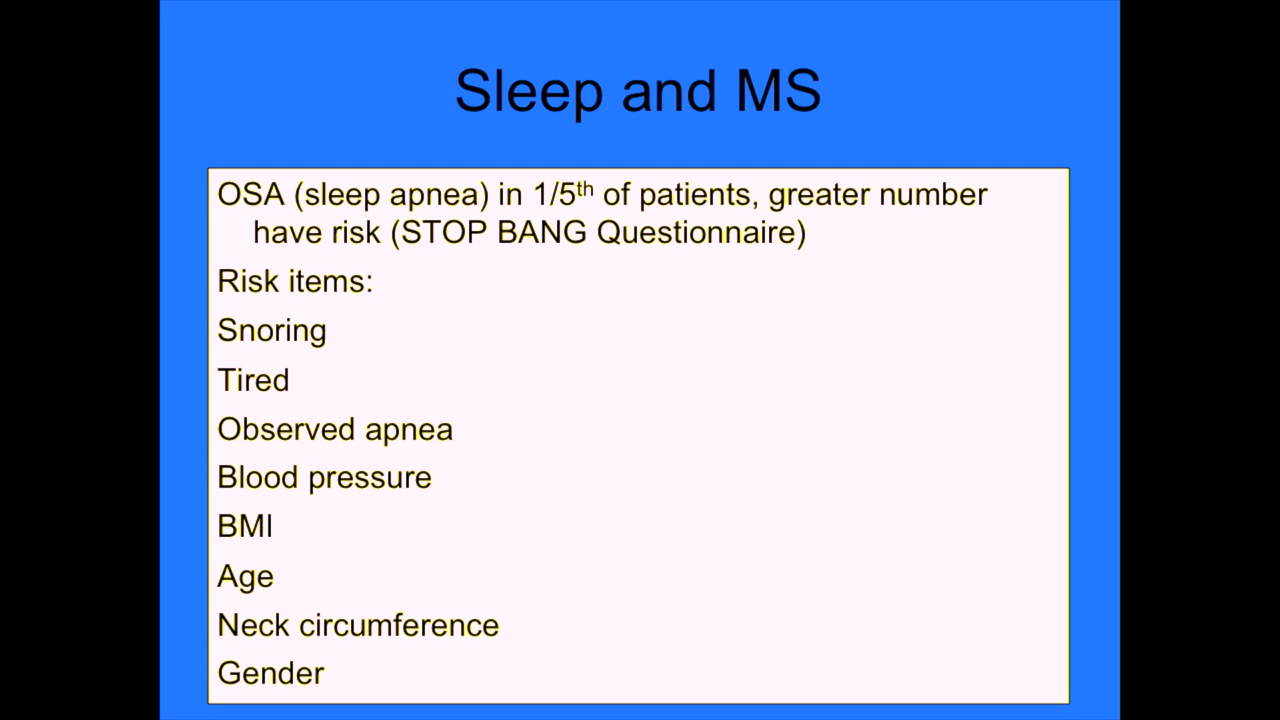 Sleep and MS
OSA (sleep apnea) in 1/5th of patients, greater number
have risk (STOP BANG Questionnaire)
Risk items:
Snoring
Tired
Observed apnea
Blood pressure
BMI
Age
Neck circumference
Gender